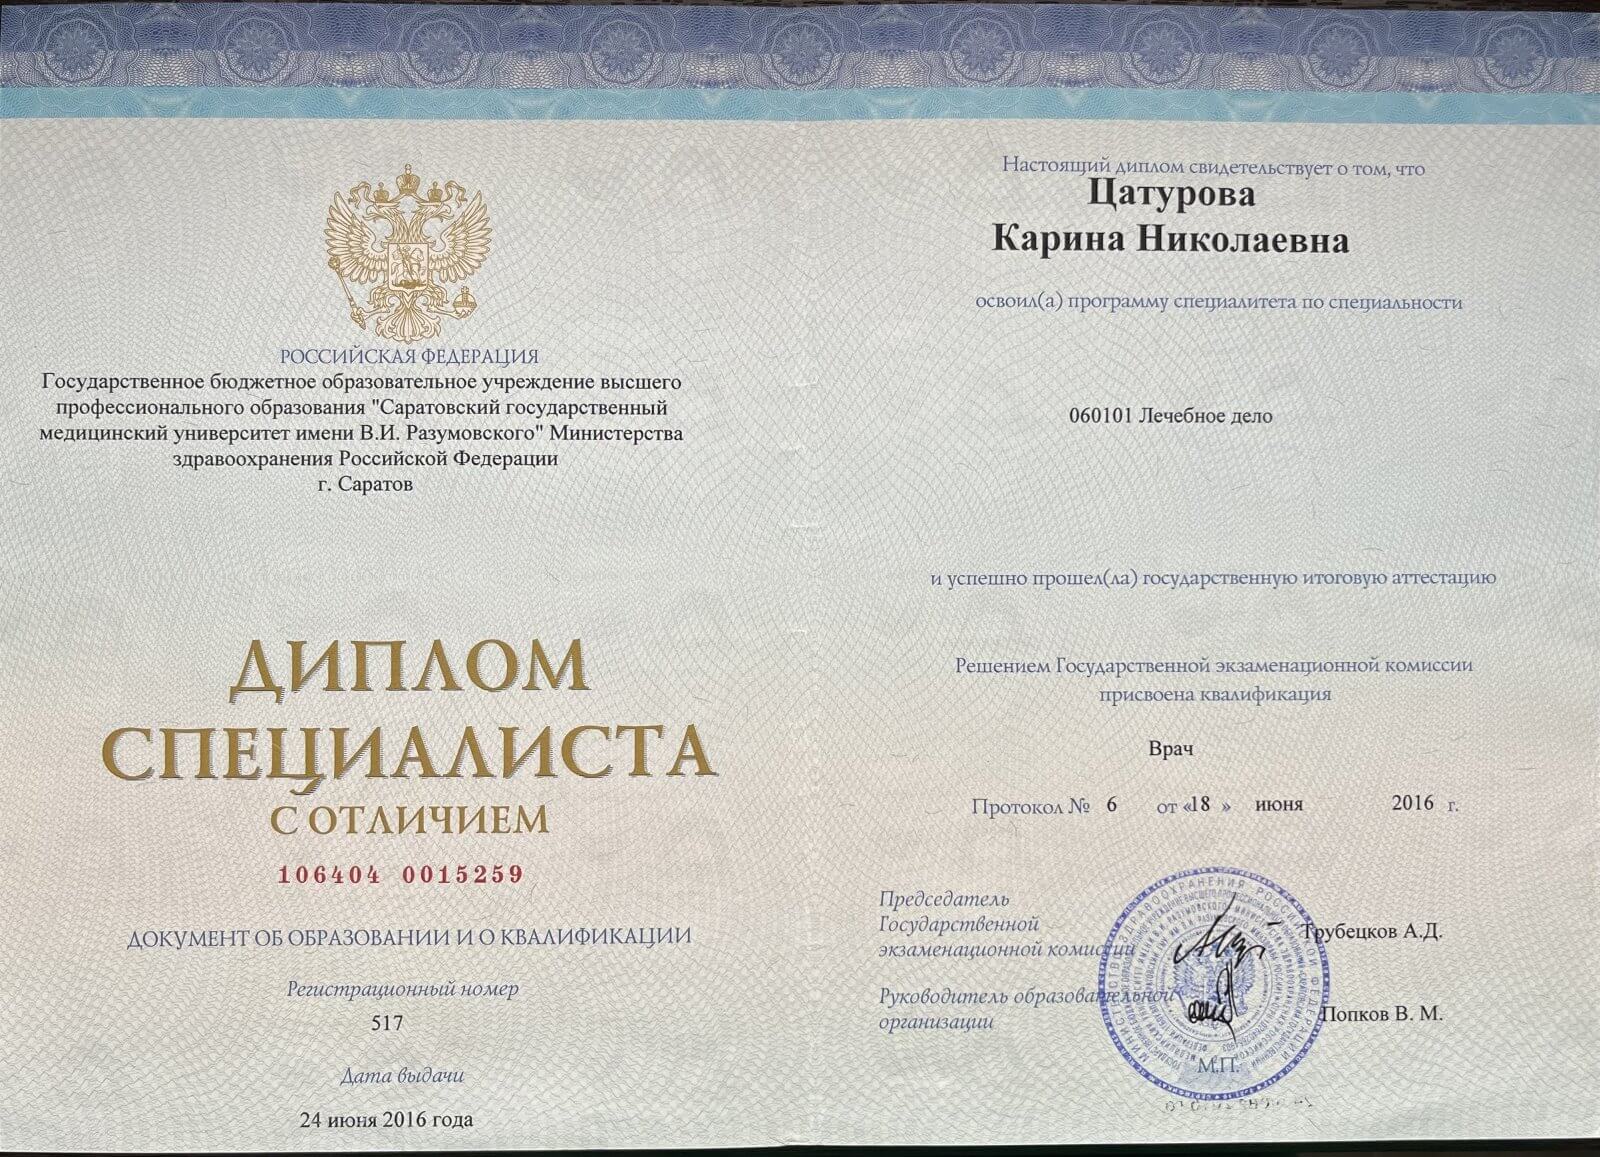 РОССИЙСКАЯ ФЕДЕРАЦИЯ
Государственное бюджетное образовательное учреждение высшего
профессионального образования "Саратовский государственный
медицинский университет имени В.И. Разумовского" Министерства
здравоохранения Российской Федерации
г. Саратов
ДИПЛОМ
СПЕЦИАЛИСТА
С ОТЛИЧИЕМ
106404 0015259
ДОКУМЕНТ ОБ ОБРАЗОВАНИИ И О КВАЛИФИКАЦИИ
Регистрационный номер
517
Дата выдачи
24 июня 2016 года
Настоящий диплом свидетельствует о том, что
Цатурова
Карина Николаевна
освоил(а) программу специалитета по специальности
060101 Лечебное дело
и успешно прошел(ла) государственную итоговую аттестацию
Решением Государственной экзаменационной комиссии
присвоена квалификация
Врач
Протокол № 6 от «18» июня 2016 г.
Председатель
Государственной
экзаменационной комиссии
Трубецков А.Д.
Руководитель образовательной
организации
Попков В. М.
М.П.
МИНИСТЕРСТВО ЗДРАВООХРАНЕНИЯ РОССИЙСКОЙ ФЕДЕРАЦИИ